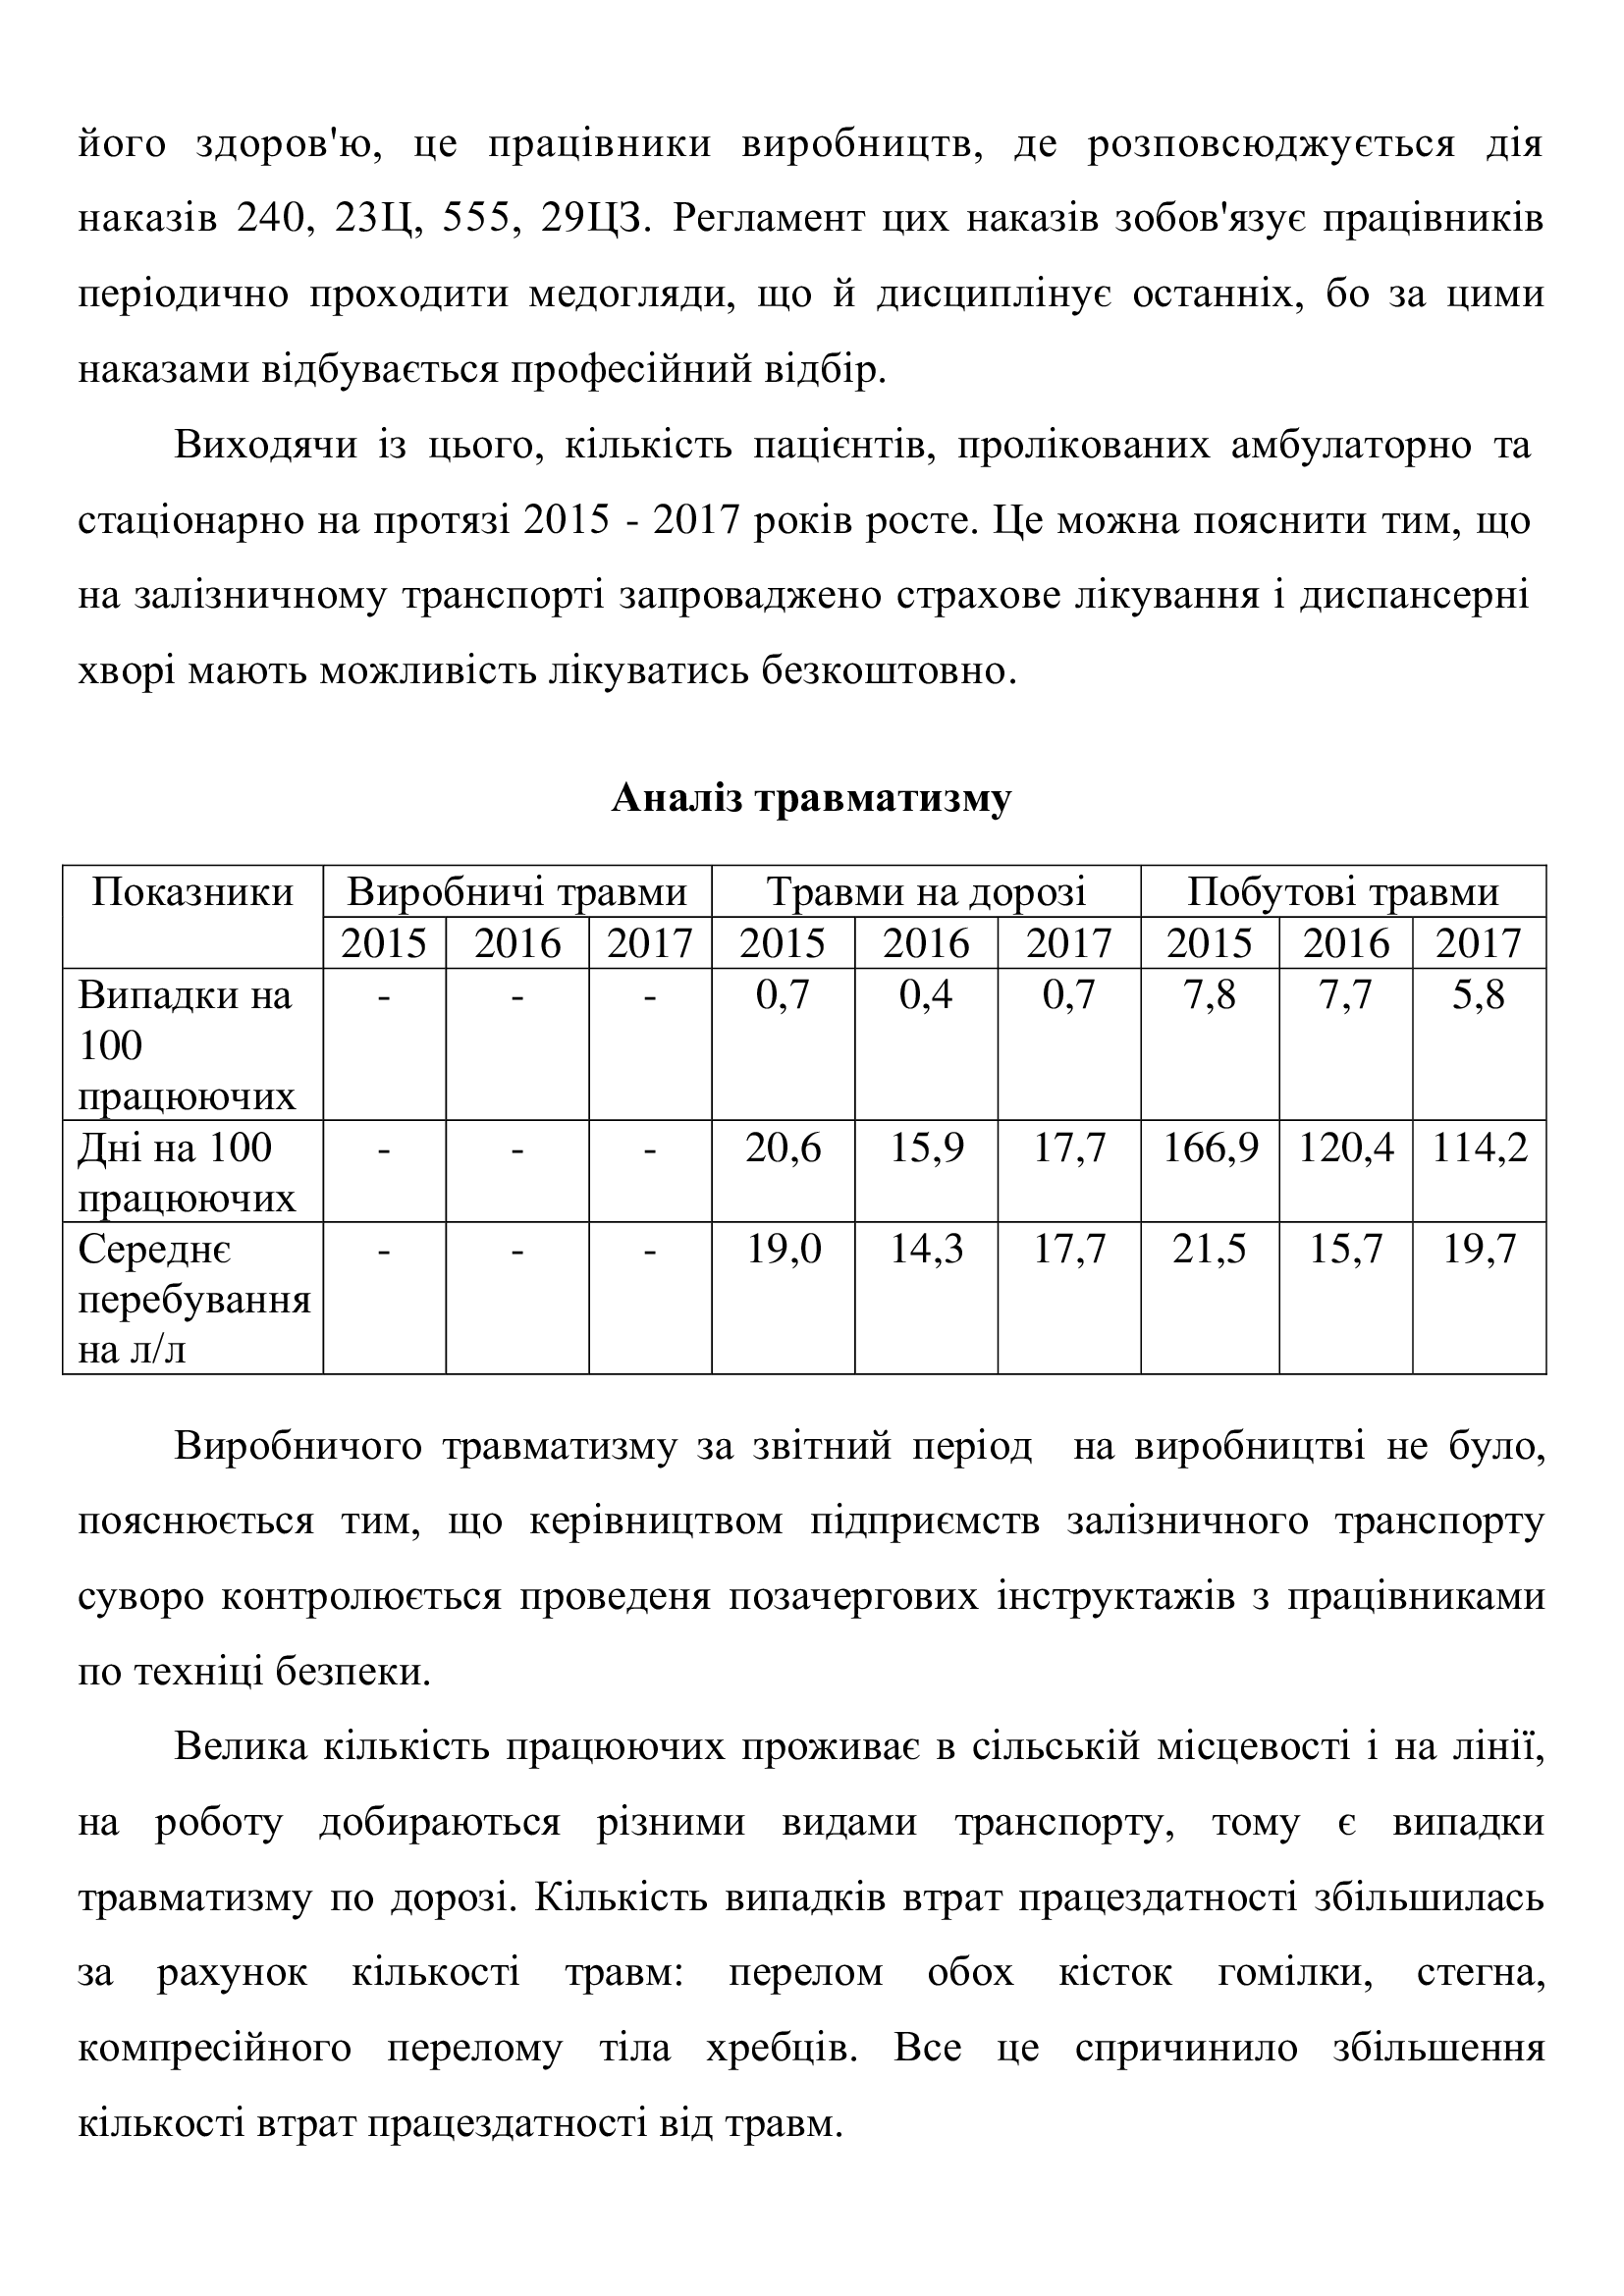 його здоров'ю, це працівники виробництв, де розповсюджується дія
наказів 240, 23Ц, 555, 29ЦЗ. Регламент цих наказів зобов'язує працівників
періодично проходити медогляди, що й дисциплінує останніх, бо за цими
наказами відбувається професійний відбір.
Виходячи із цього, кількість пацієнтів, пролікованих амбулаторно та
стаціонарно на протязі 2015 - 2017 років росте. Це можна пояснити тим, що
на залізничному транспорті запроваджено страхове лікування і диспансерні
хворі мають можливість лікуватись безкоштовно.
Аналіз травматизму
Показники Виробничі травми Травми на дорозі Побутові травми
2015 2016 2017 2015 2016 2017 2015 2016 2017
Випадки на - - - 0,7 0,4 0,7 7,8 7,7 5,8
100
працюючих
Дні на 100 - - - 20,6 15,9 17,7 166,9 120,4 114,2
працюючих
Середнє - - - 19,0 14,3 17,7 21,5 15,7 19,7
перебування
на л/л
Виробничого травматизму за звітний період на виробництві не було,
пояснюється тим, що керівництвом підприємств залізничного транспорту
суворо контролюється проведеня позачергових інструктажів з працівниками
по техніці безпеки.
Велика кількість працюючих проживає в сільській місцевості і на лінії,
на роботу добираються різними видами транспорту, тому є випадки
травматизму по дорозі. Кількість випадків втрат працездатності збільшилась
за рахунок кількості травм: перелом обох кісток гомілки, стегна,
компресійного перелому тіла хребців. Все це спричинило збільшення
кількості втрат працездатності від травм.